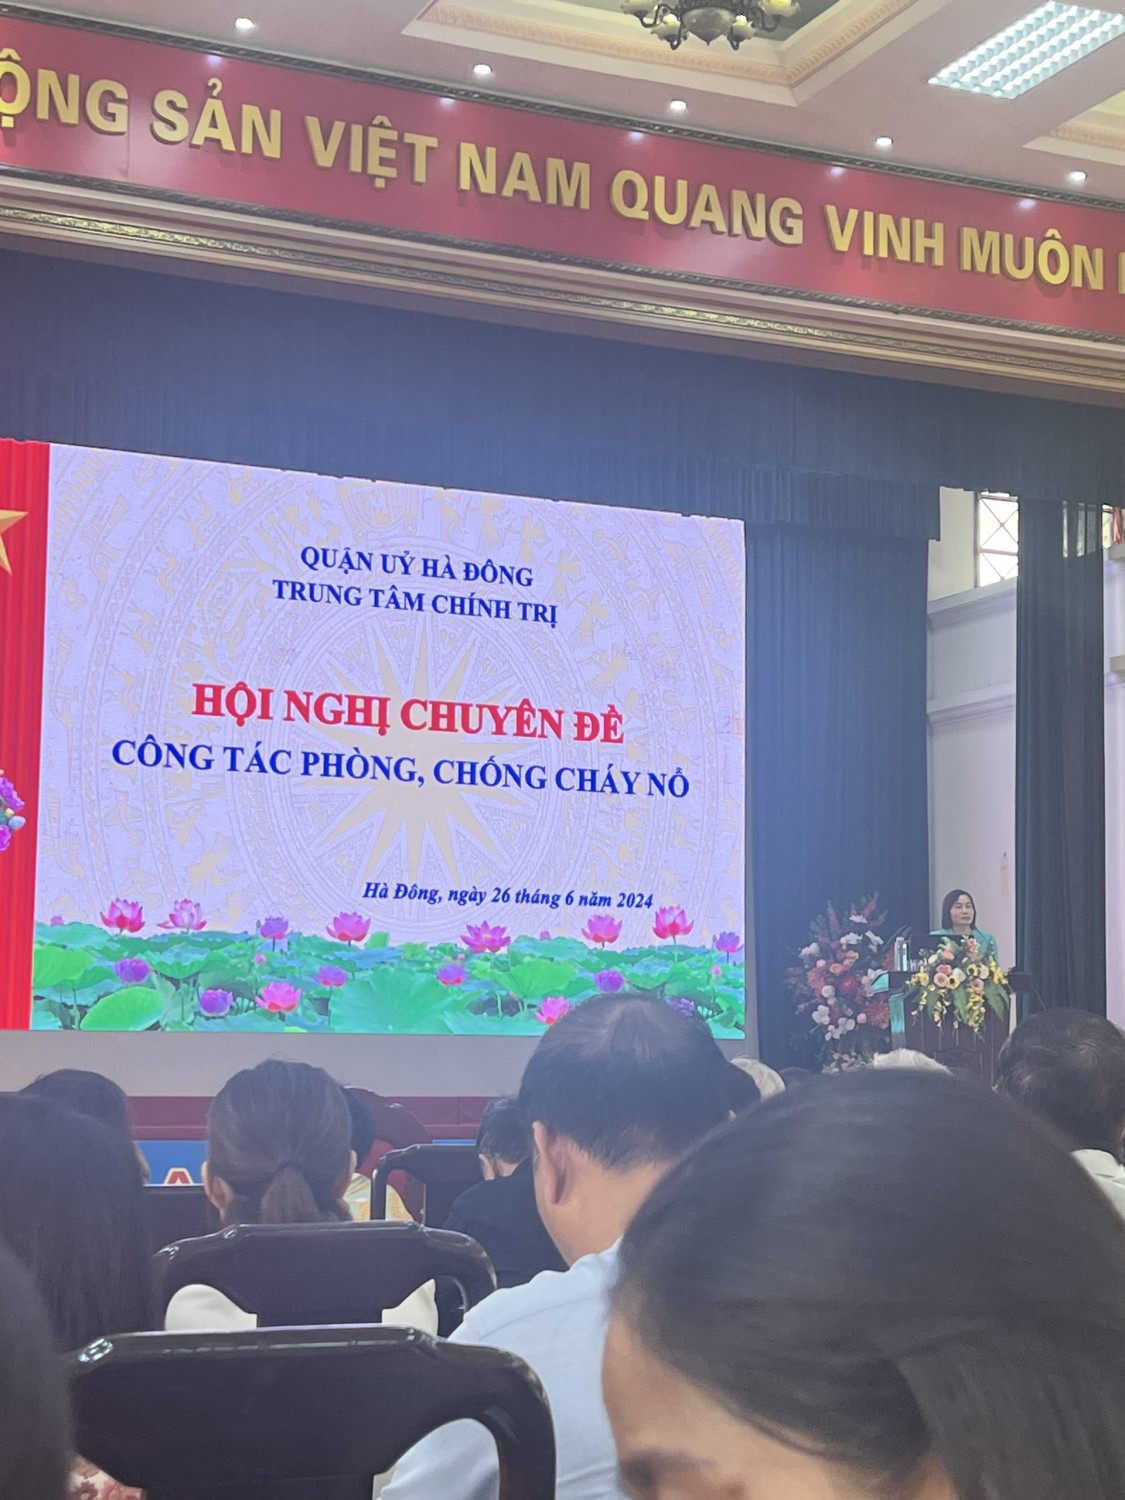 ỘNG SẢN VIỆT NAM QUANG VINH MUÔN
QUẬN UỶ HÀ ĐÔNG
TRUNG TÂM CHÍNH TRỊ
HỘI NGHỊ CHUYÊN ĐỀ
CÔNG TÁC PHÒNG, CHỐNG CHÁY NỔ
Hà Đông, ngày 26 tháng 6 năm 2024